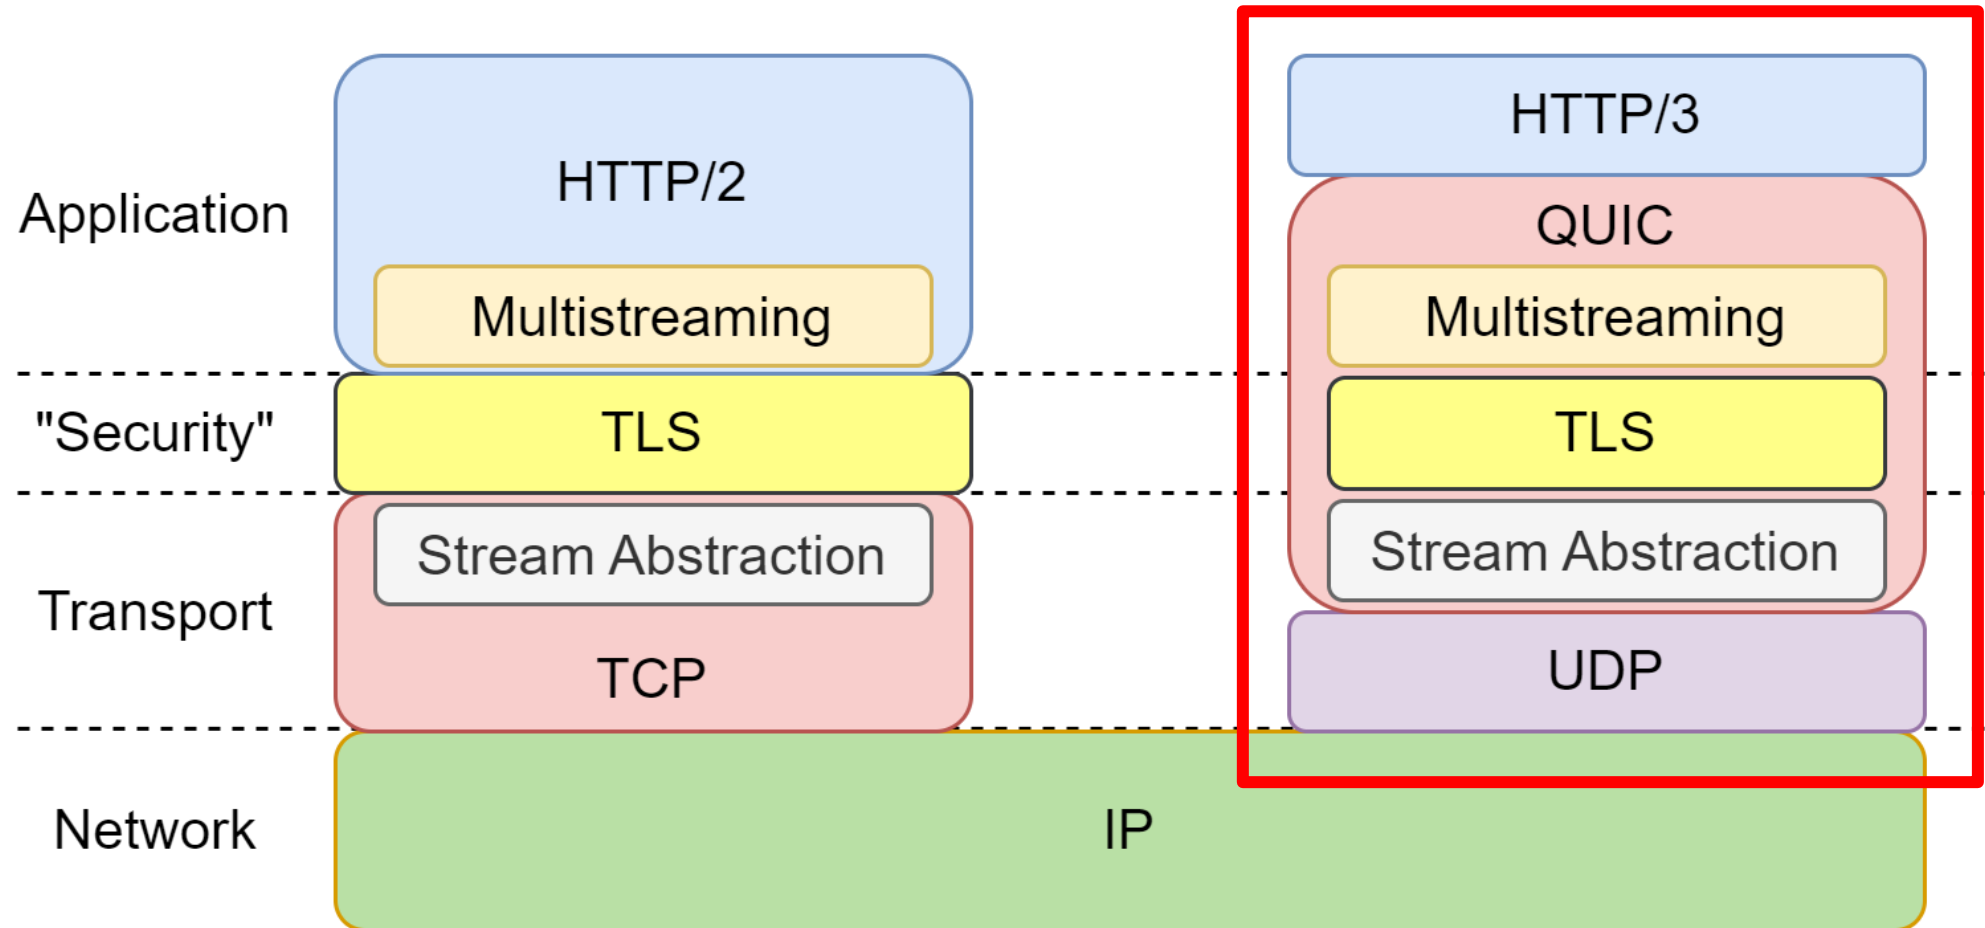 HTTP/3
HTTP/2
QUIC
Application
Multistreaming
Multistreaming
"Security"
TLS
TLS
Stream Abstraction
Stream Abstraction
Transport
TCP
UDP
Network
IP